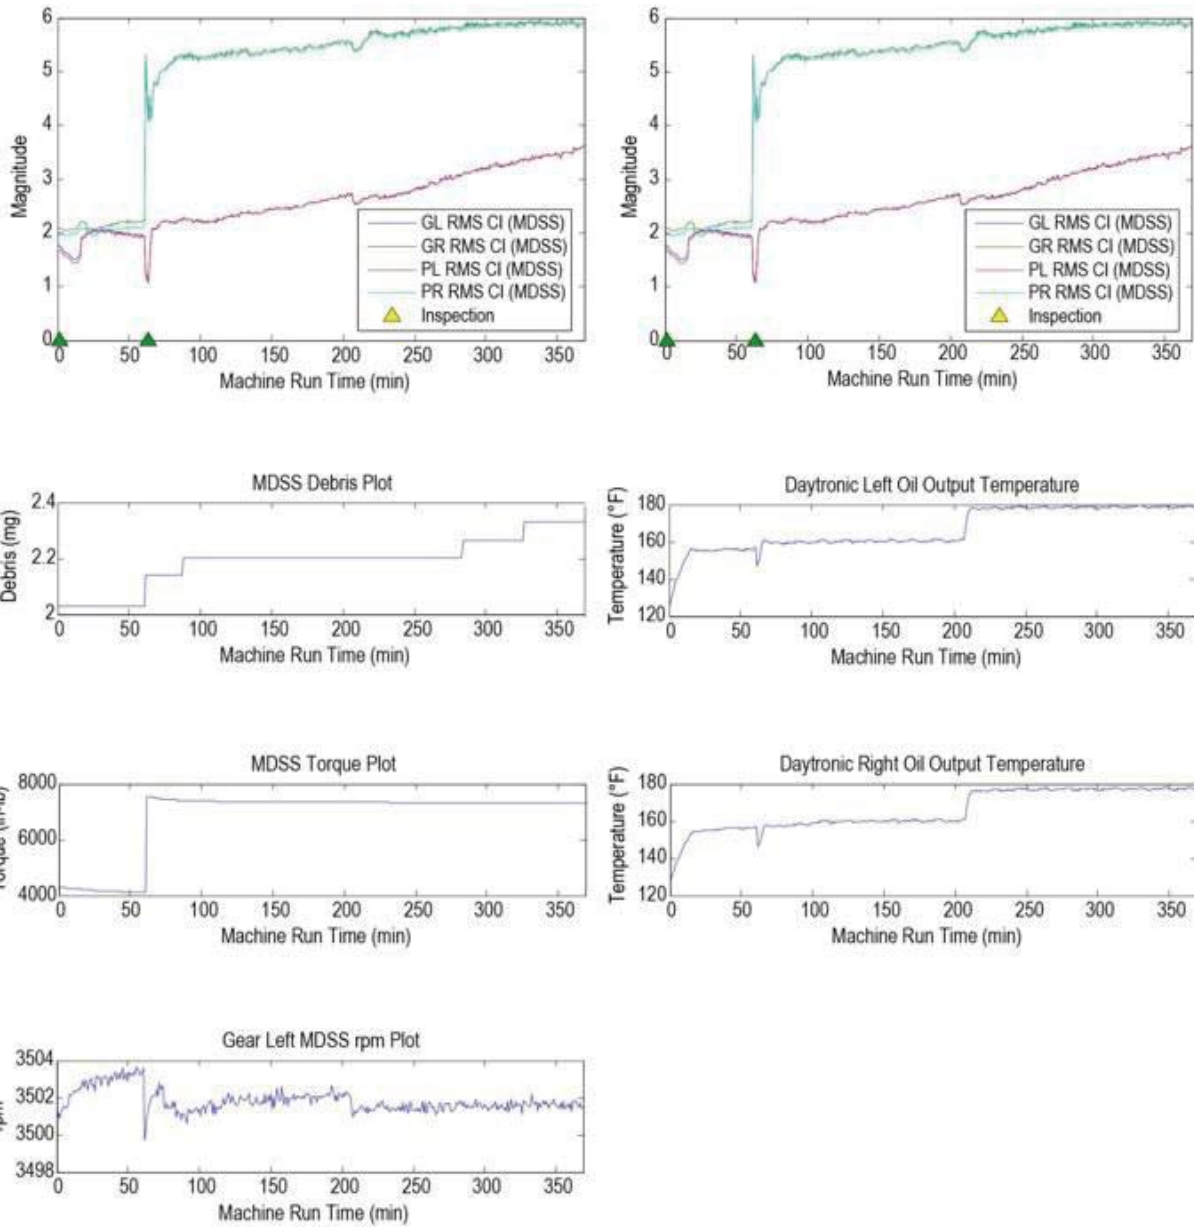 6
5
4
3
2
1
0
Magnitude
GL RMS CI (MDSS)
GR RMS CI (MDSS)
PL RMS CI (MDSS)
PR RMS CI (MDSS)
Inspection
0 50 100 150 200 250 300 350
Machine Run Time (min)
6
5
4
3
2
1
0
Magnitude
GL RMS CI (MDSS)
GR RMS CI (MDSS)
PL RMS CI (MDSS)
PR RMS CI (MDSS)
Inspection
0 50 100 150 200 250 300 350
Machine Run Time (min)
MDSS Debris Plot
2.4
2.2
2
Debris (mg)
0 50 100 150 200 250 300 350
Machine Run Time (min)
Daytronic Left Oil Output Temperature
180
160
140
120
Temperature (°F)
0 50 100 150 200 250 300 350
Machine Run Time (min)
MDSS Torque Plot
8000
6000
4000
Torque (in-lb)
0 50 100 150 200 250 300 350
Machine Run Time (min)
Daytronic Right Oil Output Temperature
180
160
140
120
Temperature (°F)
0 50 100 150 200 250 300 350
Machine Run Time (min)
Gear Left MDSS rpm Plot
3504
3502
3500
3498
rpm
0 50 100 150 200 250 300 350
Machine Run Time (min)